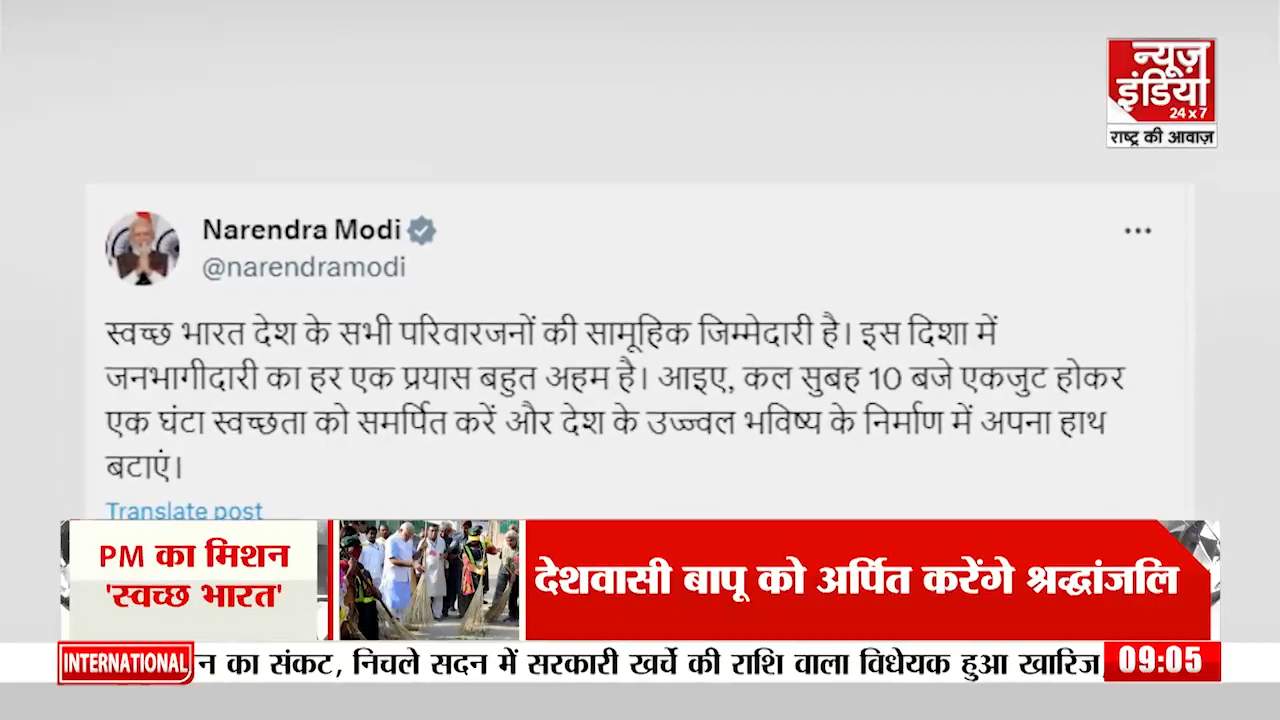 न्यूज़
इंडिया
24x7
राष्ट्र की आवाज़
Narendra Modi
@narendramodi
स्वच्छ भारत देश के सभी परिवारजनों की सामूहिक जिम्मेदारी है। इस दिशा में
जनभागीदारी का हर एक प्रयास बहुत अहम है। आइए, कल सुबह 10 बजे एकजुट होकर
एक घंटा स्वच्छता को समर्पित करें और देश के उज्ज्वल भविष्य के निर्माण में अपना हाथ
बटाएं।
Translate post
PM का मिशन
'स्वच्छ भारत'
देशवासी बापू को अर्पित करेंगे श्रद्धांजलि
INTERNATIONAL
न का संकट, निचले सदन में सरकारी खर्चे की राशि वाला विधेयक हुआ खारिज,
09:05